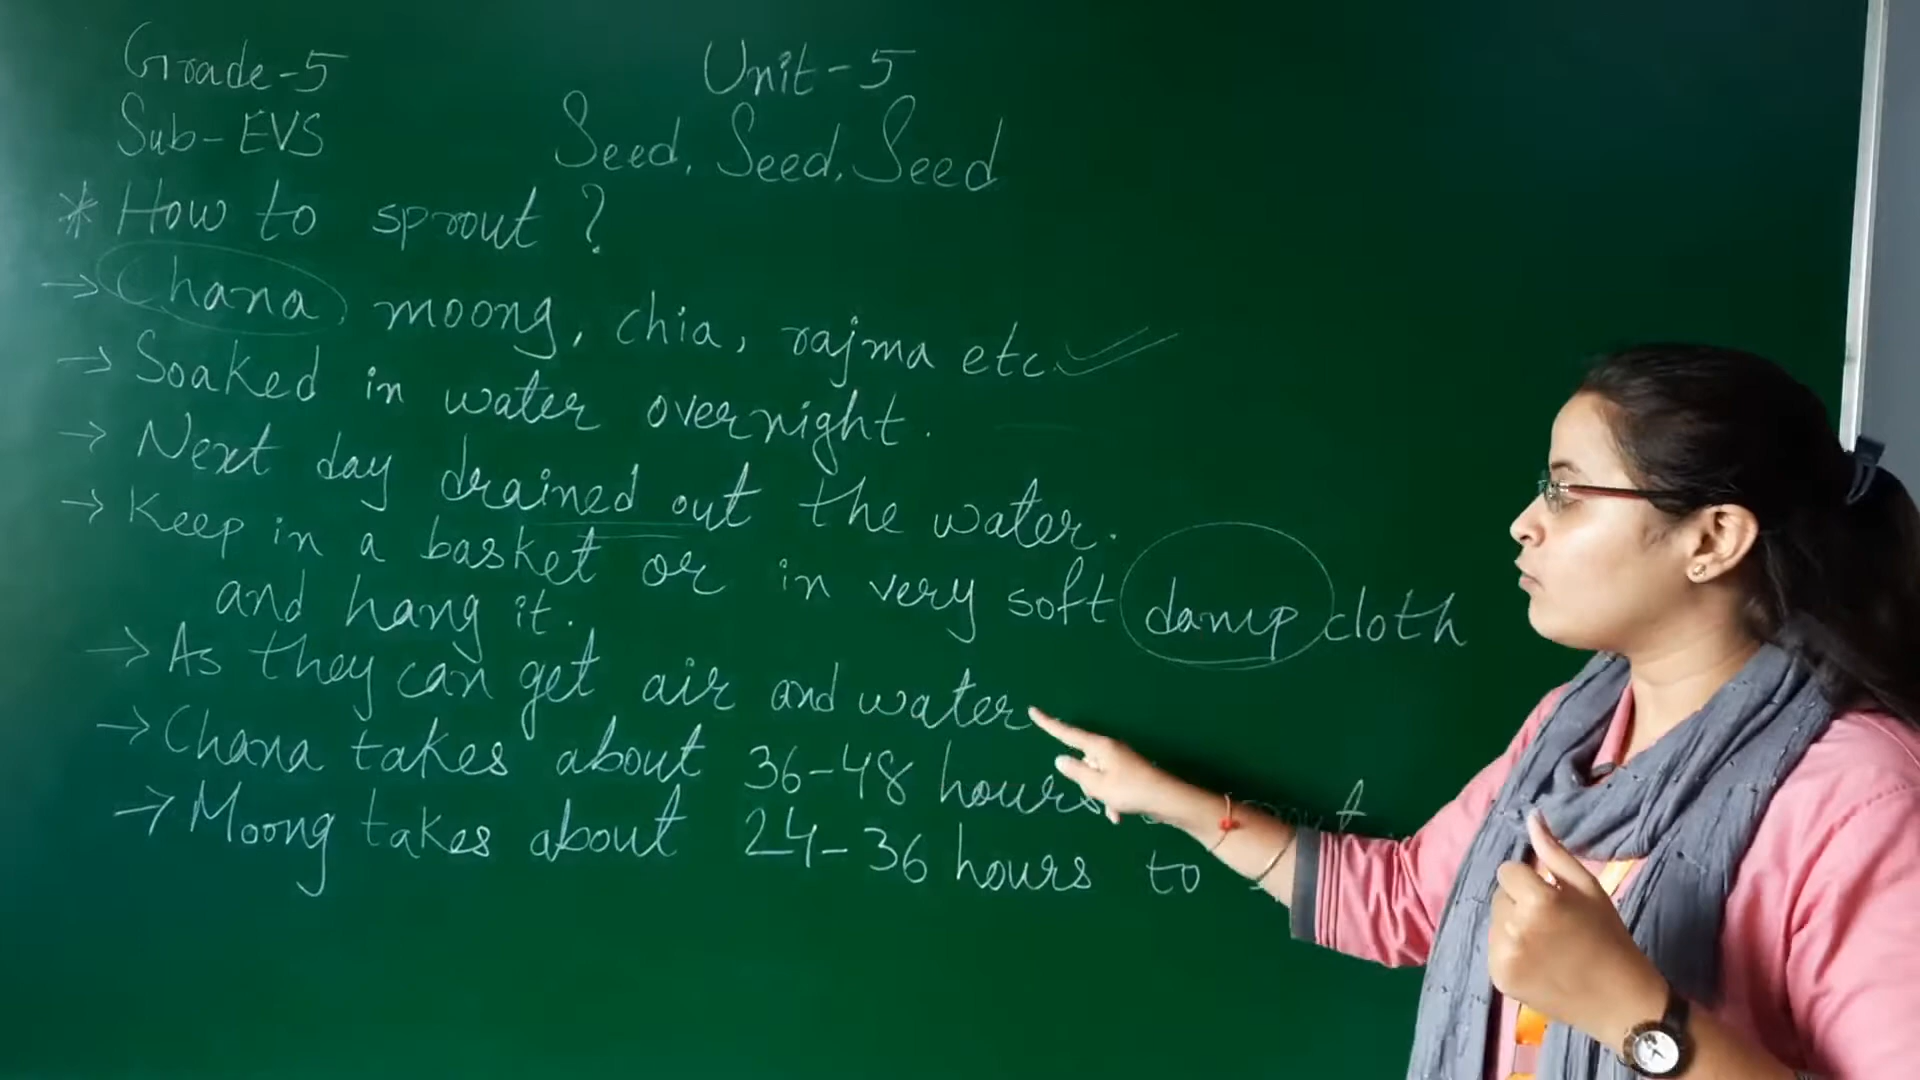 Grade-5
Unit-5
Sub-EVS
Seed, Seed, Seed
* How to sprout ?
→ Chana, moong, chia, rajma etc.
→ Soaked in water overnight.
→ Next day drained out the water.
→ Keep in a basket or in very soft damp cloth
and hang it.
→ As they can get air and water
→ Chana takes about 36-48 hours
→ Moong takes about 24-36 hours to